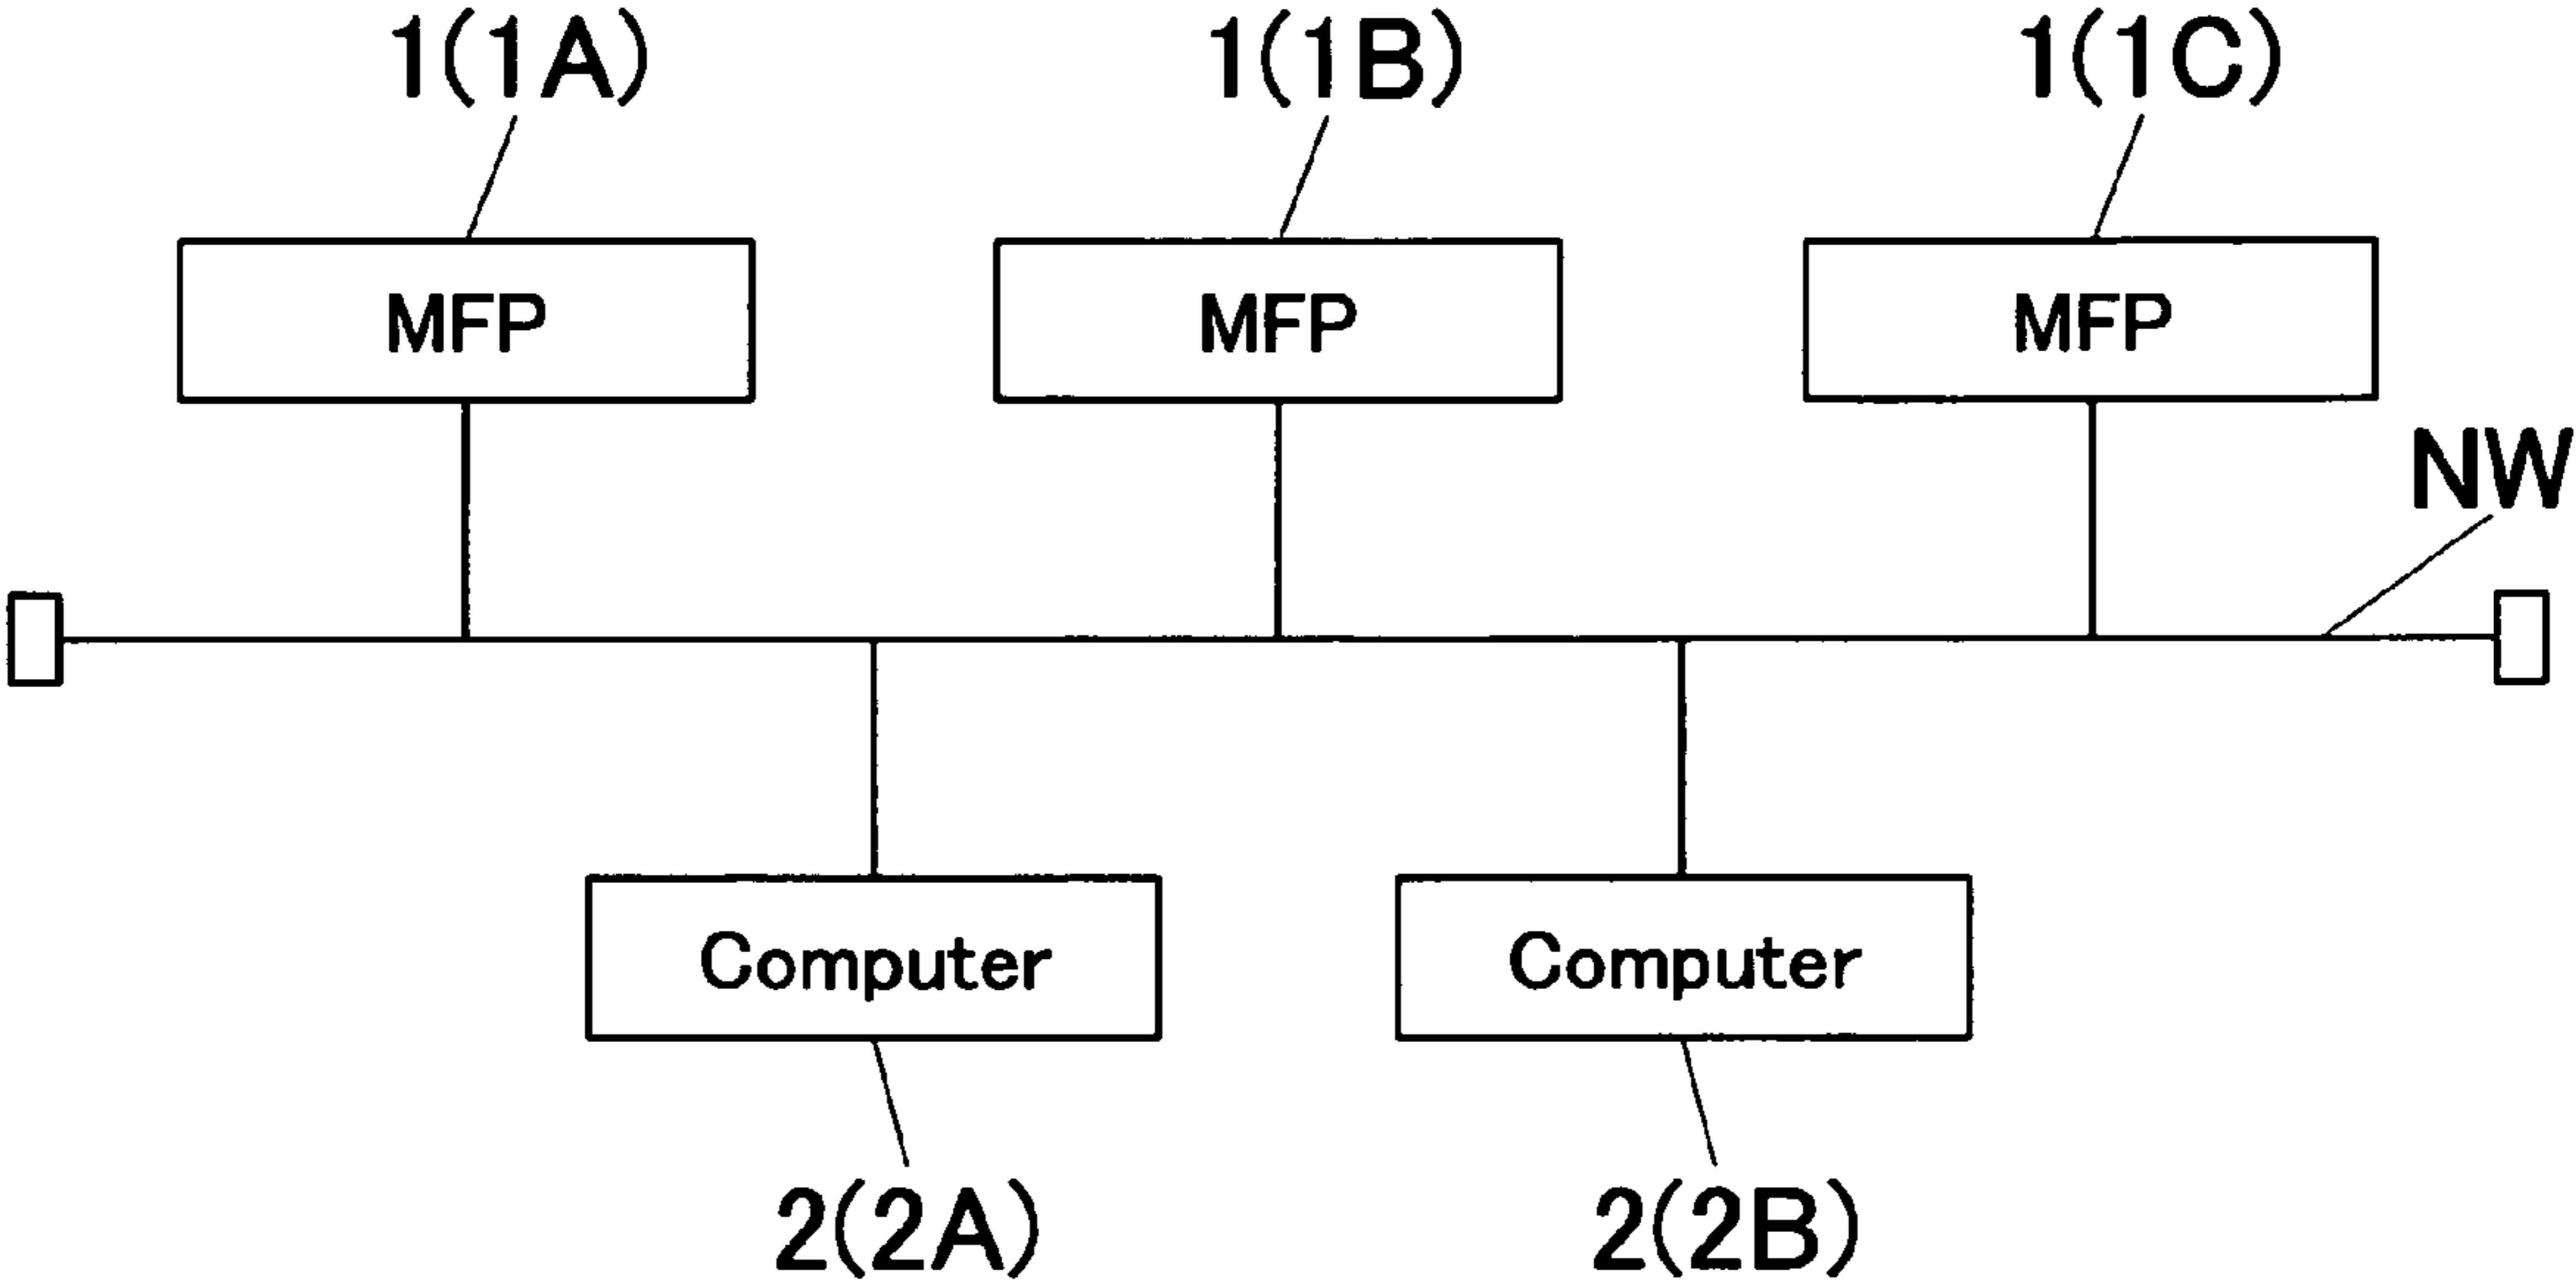 1(1A) 1(1B) 1(1C)
MFP MFP MFP
NW
Computer Computer
2(2A) 2(2B)